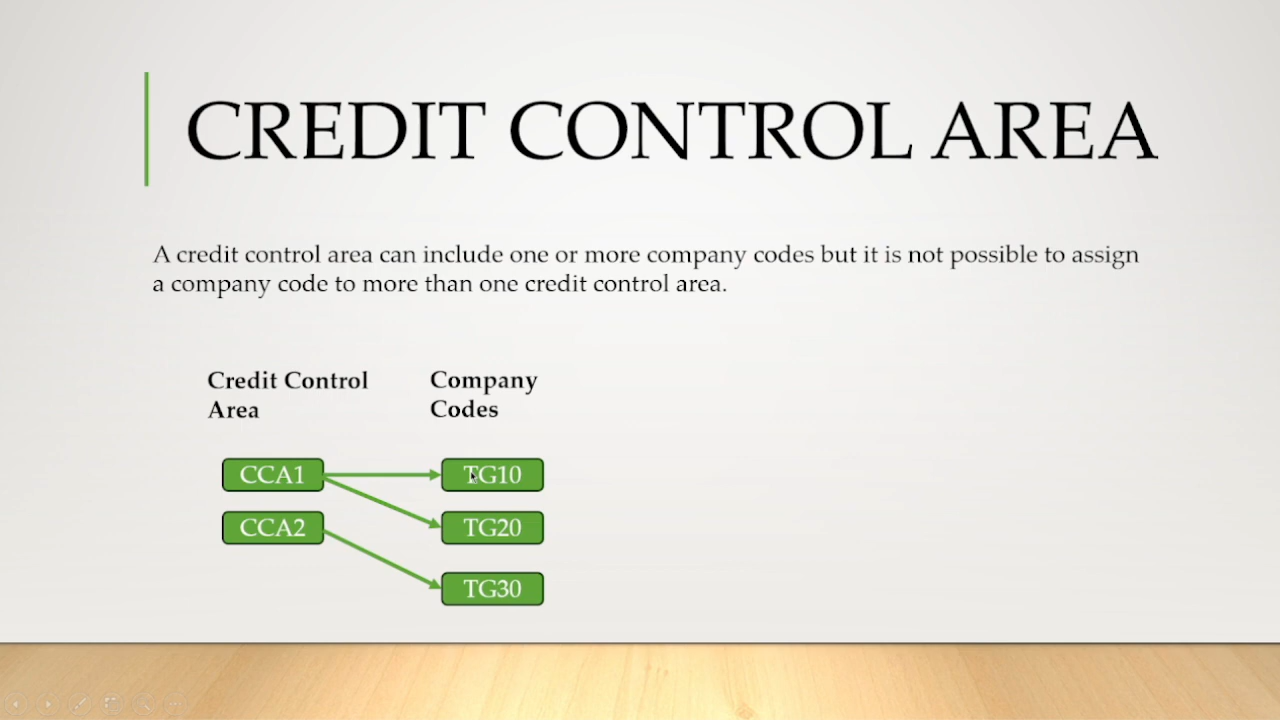 CREDIT CONTROL AREA
A credit control area can include one or more company codes but it is not possible to assign
a company code to more than one credit control area.
Credit Control
Area
Company
Codes
CCA1
TG10
CCA2
TG20
TG30